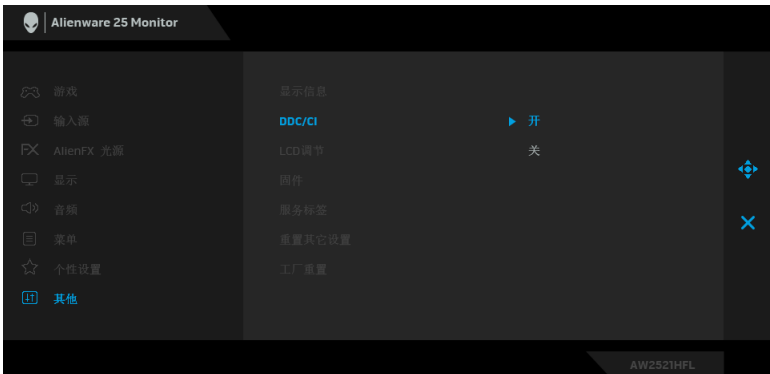 Alienware 25 Monitor
游戏
输入源
AlienFX 光源
显示
音频
菜单
个性设置
其他
显示信息
DDC/CI 开
关
LCD调节
固件
服务标签
重置其它设置
工厂重置
AW2521HFL